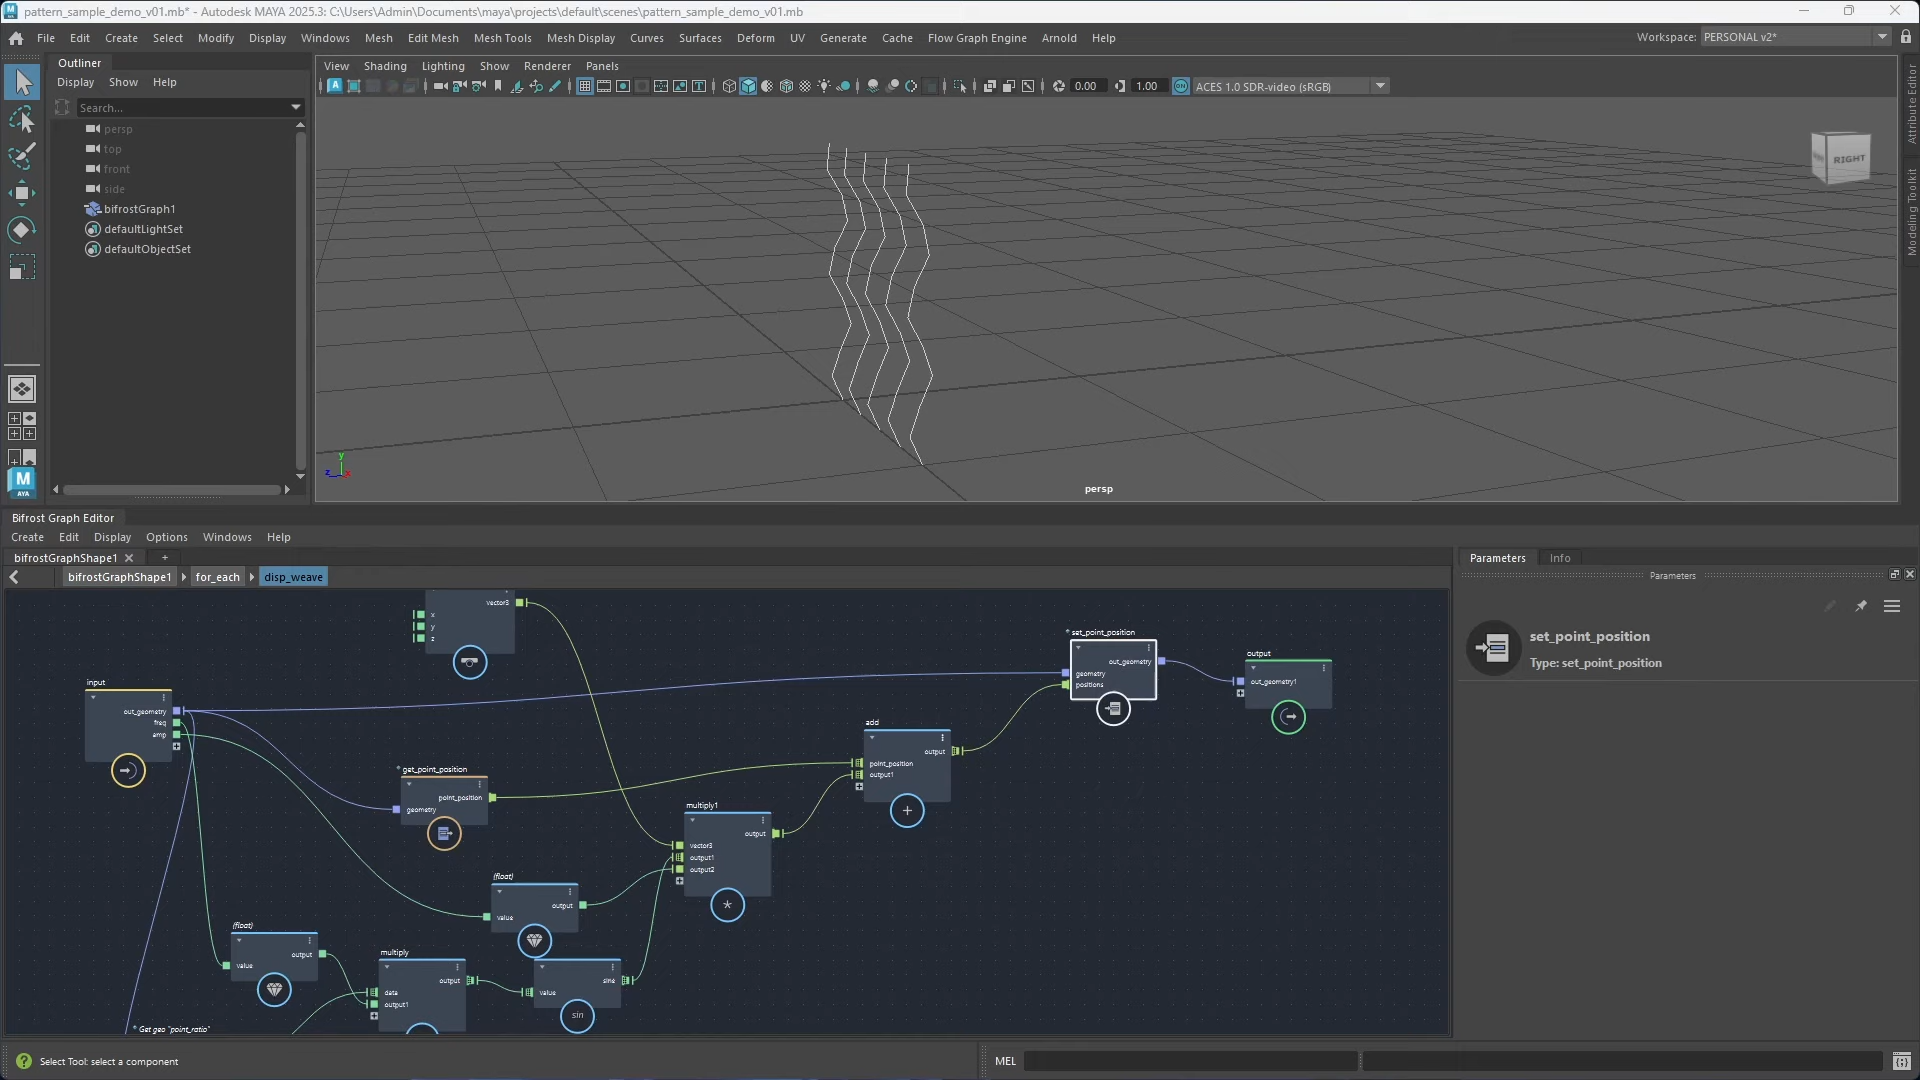 pattern_sample_demo_v01.mb* - Autodesk MAYA 2025.3: C:\Users\Admin\Documents\maya\projects\default\scenes\pattern_sample_demo_v01.mb
File Edit Create Select Modify Display Windows Mesh Edit Mesh Mesh Tools Mesh Display Curves Surfaces Deform UV Generate Cache Flow Graph Engine Arnold Help
Workspace: PERSONAL v2*
Outliner
Display Show Help
Search...
persp
top
front
side
bifrostGraph1
defaultLightSet
defaultObjectSet
View Shading Lighting Show Renderer Panels
0.00 1.00 ACES 1.0 SDR-video (sRGB)
RIGHT
y
z x
persp
Attribute Editor
Modeling Toolkit
M
AYA
Bifrost Graph Editor
Create Edit Display Options Windows Help
bifrostGraphShape1
+
bifrostGraphShape1 for_each disp_weave
vector3
x
y
z
input
out_geometry
freq
amp
get_point_position
point_position
geometry
(float)
output
value
(float)
output
value
multiply
output
data
output1
sine
value
sin
* Get geo "point_ratio"
multiply1
output
vector3
output1
output2
*
add
output
point_position
output1
+
* set_point_position
out_geometry
geometry
positions
output
out_geometry1
Parameters Info
Parameters
set_point_position
Type: set_point_position
? Select Tool: select a component
MEL